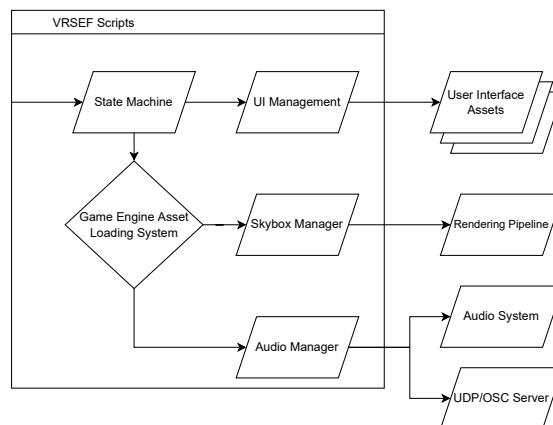 VRSEF Scripts
State Machine
UI Management
User Interface
Assets
Game Engine Asset
Loading System
Skybox Manager
Rendering Pipeline
Audio Manager
Audio System
UDP/OSC Server